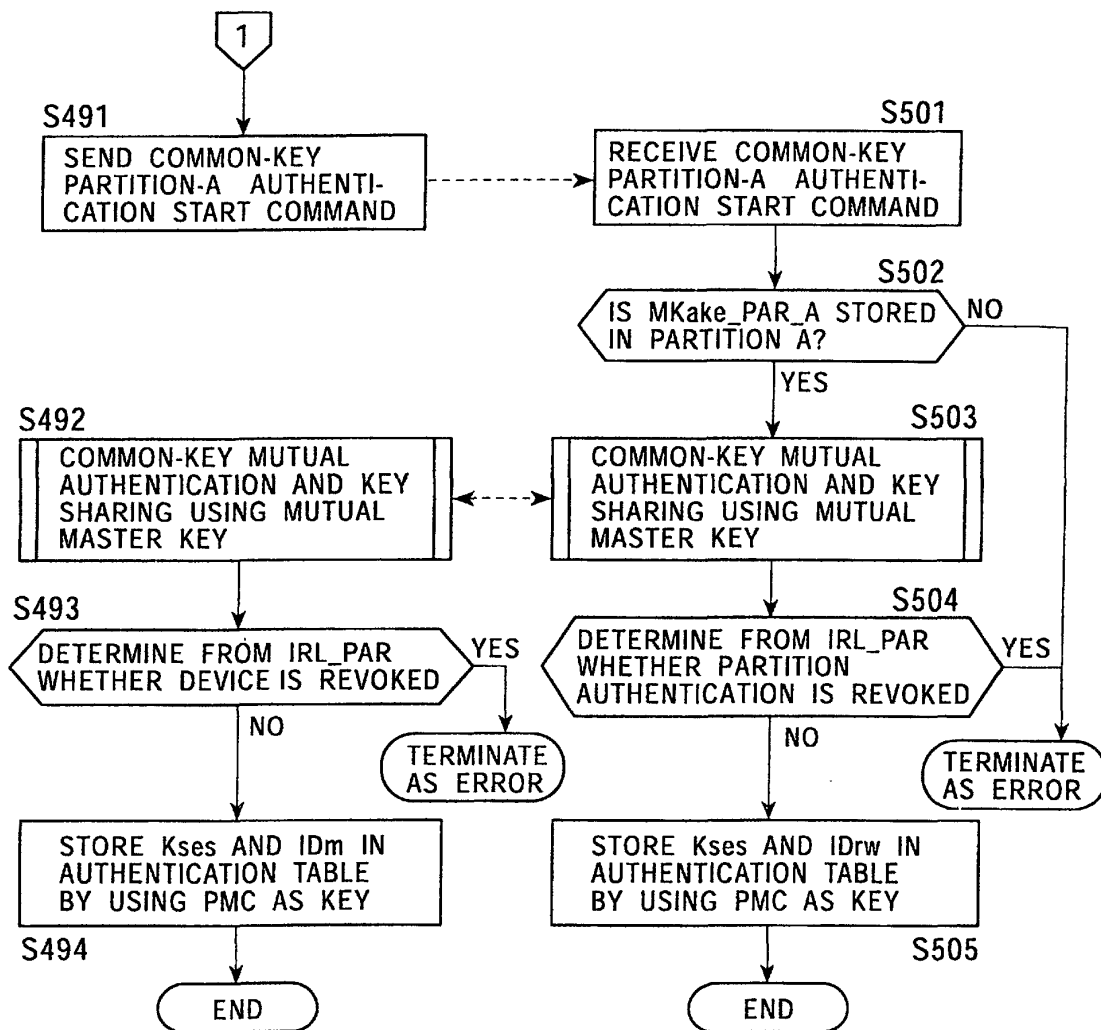 1
S491
SEND COMMON-KEY
PARTITION-A AUTHENTI-
CATION START COMMAND
S501
RECEIVE COMMON-KEY
PARTITION-A AUTHENTI-
CATION START COMMAND
S502
IS MKake_PAR_A STORED
IN PARTITION A?
NO
YES
S492
COMMON-KEY MUTUAL
AUTHENTICATION AND KEY
SHARING USING MUTUAL
MASTER KEY
S503
COMMON-KEY MUTUAL
AUTHENTICATION AND KEY
SHARING USING MUTUAL
MASTER KEY
S493
DETERMINE FROM IRL_PAR
WHETHER DEVICE IS REVOKED
YES
NO
TERMINATE
AS ERROR
S504
DETERMINE FROM IRL_PAR
WHETHER PARTITION
AUTHENTICATION IS REVOKED
YES
NO
TERMINATE
AS ERROR
STORE Kses AND IDm IN
AUTHENTICATION TABLE
BY USING PMC AS KEY
S494
END
STORE Kses AND IDrw IN
AUTHENTICATION TABLE
BY USING PMC AS KEY
S505
END